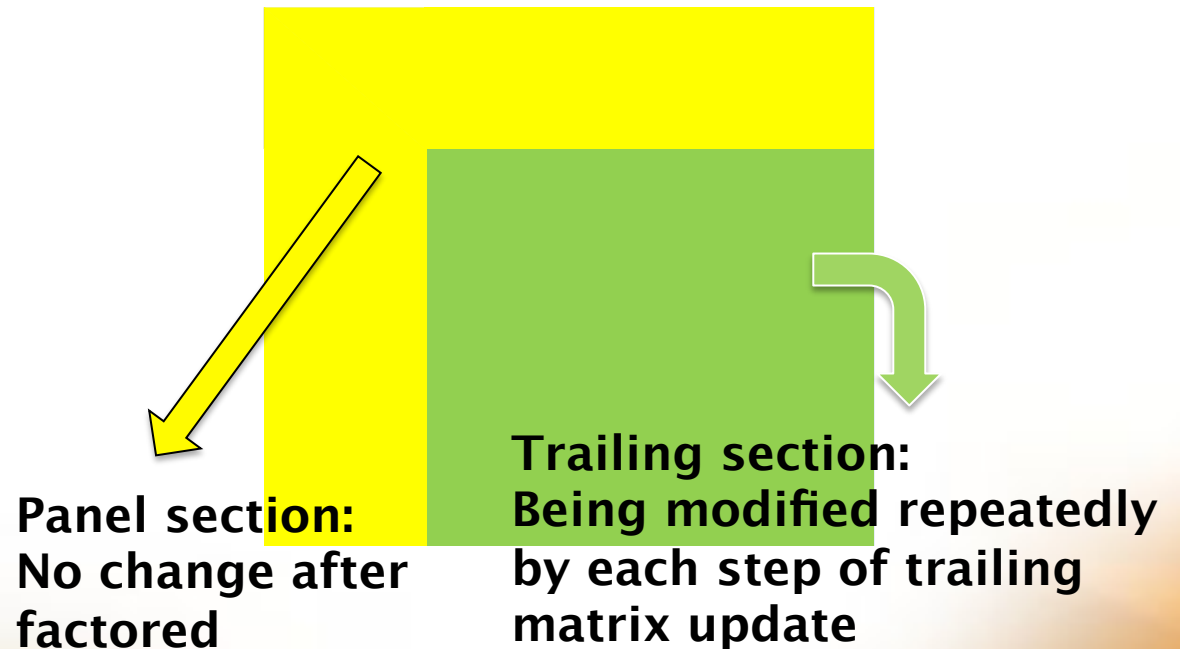 Panel section:
No change after
factored
Trailing section:
Being modified repeatedly
by each step of trailing
matrix update